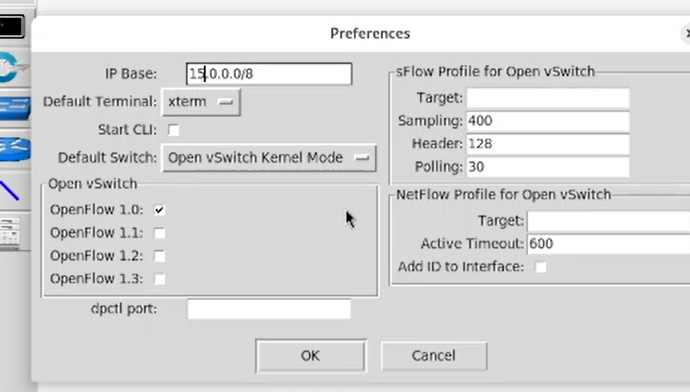 Preferences
IP Base: 15.0.0.0/8
Default Terminal: xterm
Start CLI:
Default Switch: Open vSwitch Kernel Mode
Open vSwitch
OpenFlow 1.0:
OpenFlow 1.1:
OpenFlow 1.2:
OpenFlow 1.3:
dpctl port:
sFlow Profile for Open vSwitch
Target:
Sampling: 400
Header: 128
Polling: 30
NetFlow Profile for Open vSwitch
Target:
Active Timeout: 600
Add ID to Interface:
OK
Cancel